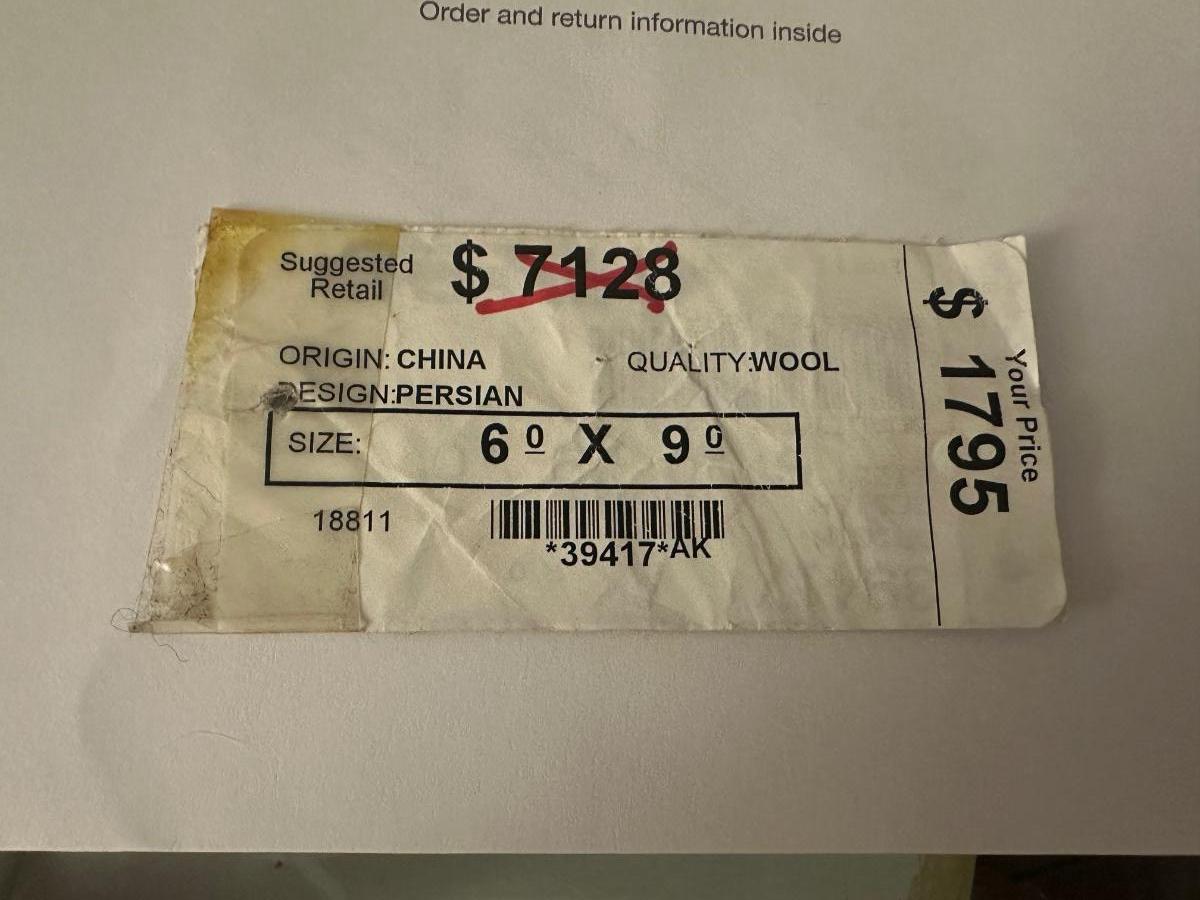 Order and return information inside
Suggested
Retail
$ 7128
ORIGIN: CHINA
QUALITY:WOOL
DESIGN:PERSIAN
SIZE: 6 0 X 9 0
18811
*39417*AK
Your Price
$ 1795